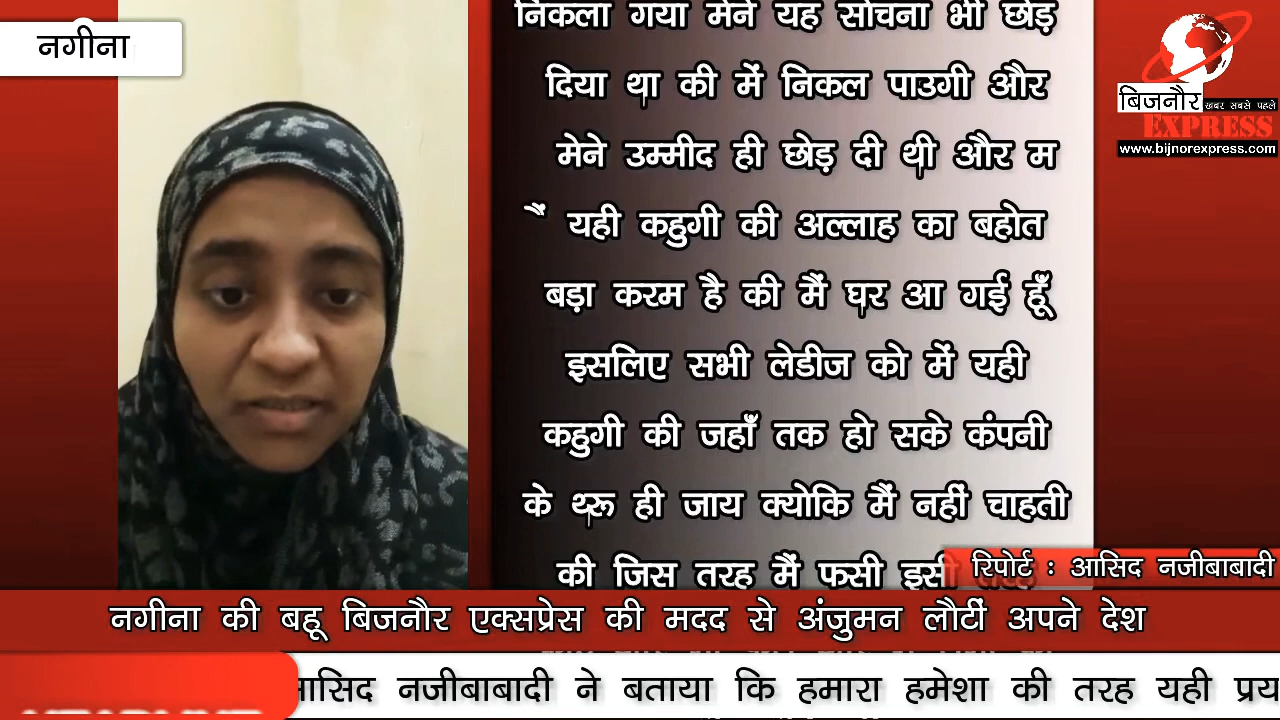 नगीना
निकला गया मेने यह सोचना भी छोड़
दिया था की में निकल पाउगी और
मेने उम्मीद ही छोड़ दी थी और म
ैं यही कहुगी की अल्लाह का बहोत
बड़ा करम है की मैं घर आ गई हूँ
इसलिए सभी लेडीज को में यही
कहुगी की जहाँ तक हो सके कंपनी
के थ्रू ही जाय क्योकि मैं नहीं चाहती
की जिस तरह मैं फसी इसी
बिजनौर खबर सबसे पहले
EXPRESS
www.bijnorexpress.com
रिपोर्ट : आसिद नजीबाबादी
नगीना की बहू बिजनौर एक्सप्रेस की मदद से अंजुमन लौटीं अपने देश
आसिद नजीबाबादी ने बताया कि हमारा हमेशा की तरह यही प्रय